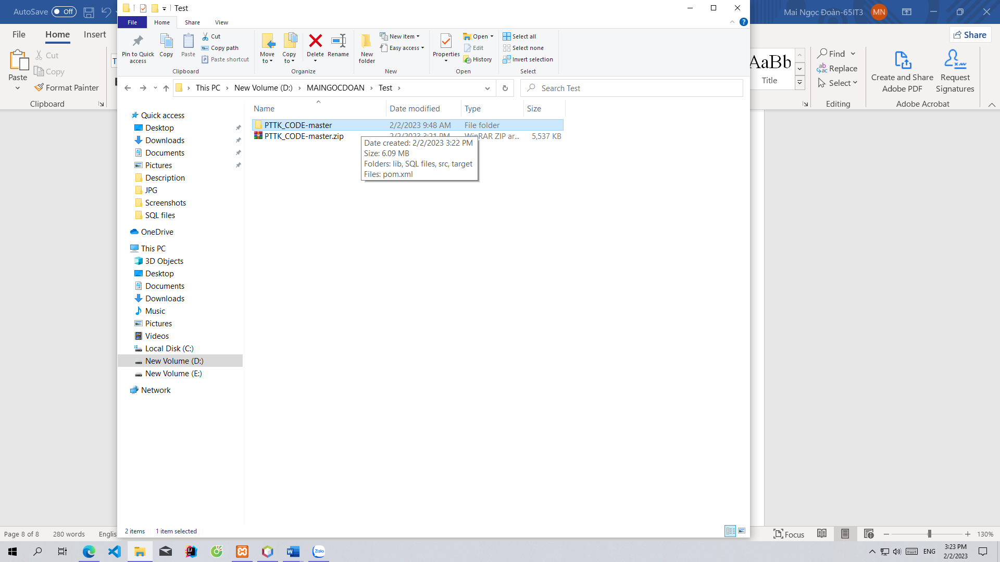 AutoSave Off
Test
Mai Ngọc Đoàn-65IT3 MN
File Home Share View
File Home Insert
Share
Pin to Quick access
Copy
Paste
Cut
Copy path
Paste shortcut
Clipboard
Move to
Copy to
Delete
Rename
Organize
New folder
New item
Easy access
New
Properties
Open
Edit
History
Open
Select all
Select none
Invert selection
Select
Paste
Cut
Copy
Format Painter
Clipboard
AaBb
Title
Find
Replace
Select
Editing
Create and Share Adobe PDF
Request Signatures
Adobe Acrobat
This PC New Volume (D:) MAINGOCDOAN Test
Search Test
Name Date modified Type Size
PTTK_CODE-master 2/2/2023 9:48 AM File folder
PTTK_CODE-master.zip 2/2/2023 3:21 PM WinRAR ZIP ar... 5,537 KB
Date created: 2/2/2023 3:22 PM
Size: 6.09 MB
Folders: lib, SQL files, src, target
Files: pom.xml
Quick access
Desktop
Downloads
Documents
Pictures
Description
JPG
Screenshots
SQL files
OneDrive
This PC
3D Objects
Desktop
Documents
Downloads
Music
Pictures
Videos
Local Disk (C:)
New Volume (D:)
New Volume (E:)
Network
2 items 1 item selected
Page 8 of 8 280 words
Focus
130%
Zalo
ENG
3:23 PM
2/2/2023